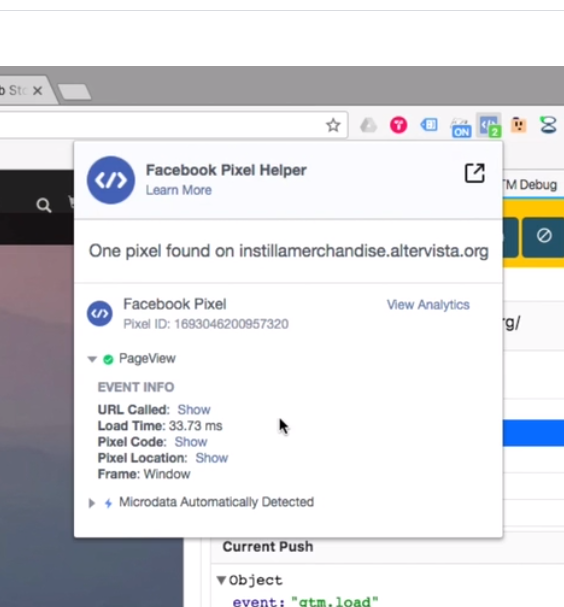 ON
2
Facebook Pixel Helper
Learn More
TM Debug
One pixel found on instillamerchandise.altervista.org
Facebook Pixel
View Analytics
Pixel ID: 1693046200957320
rg/
PageView
EVENT INFO
URL Called: Show
Load Time: 33.73 ms
Pixel Code: Show
Pixel Location: Show
Frame: Window
Microdata Automatically Detected
Current Push
Object
event: "gtm.load"